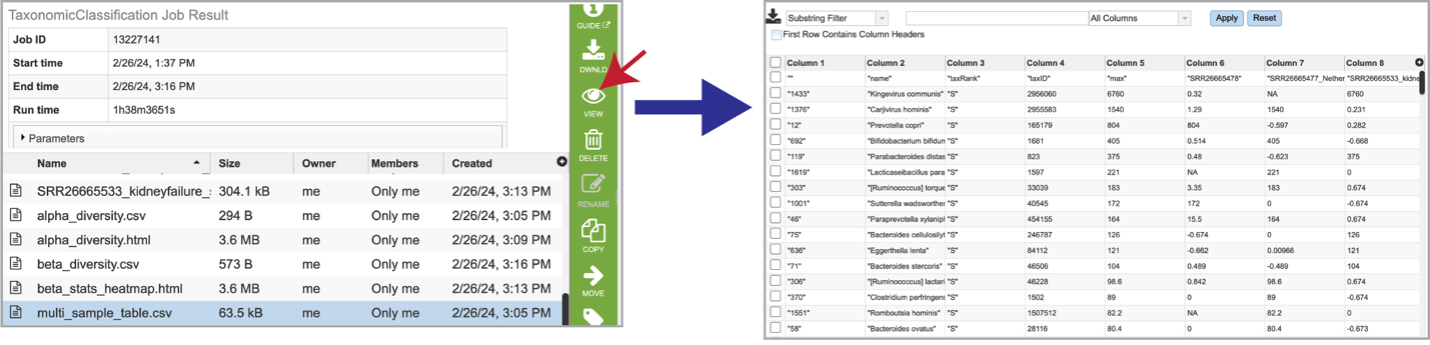 TaxonomicClassification Job Result
Job ID 13227141
Start time 2/26/24, 1:37 PM
End time 2/26/24, 3:16 PM
Run time 1h38m3651s
Parameters
Name Size Owner Members Created
SRR26665533_kidneyfailure_s 304.1 kB me Only me 2/26/24, 3:13 PM
alpha_diversity.csv 294 B me Only me 2/26/24, 3:05 PM
alpha_diversity.html 3.6 MB me Only me 2/26/24, 3:09 PM
beta_diversity.csv 573 B me Only me 2/26/24, 3:16 PM
beta_stats_heatmap.html 3.6 MB me Only me 2/26/24, 3:13 PM
multi_sample_table.csv 63.5 kB me Only me 2/26/24, 3:05 PM
GUIDE
DWNLD
VIEW
DELETE
RENAME
COPY
MOVE
Substring Filter All Columns Apply Reset
First Row Contains Column Headers
Column 1 Column 2 Column 3 Column 4 Column 5 Column 6 Column 7 Column 8
"" "name" "taxRank" "taxID" "max" "SRR26665478" "SRR26665477_Nether "SRR26665533_kidne
"1433" "Kingevirus communis" "S" 2956060 6760 0.32 NA 6760
"1376" "Carjivirus hominis" "S" 2955583 1540 1.29 1540 0.231
"12" "Prevotella copri" "S" 165179 804 804 -0.597 0.282
"692" "Bifidobacterium bifidun "S" 1681 405 0.514 405 -0.668
"119" "Parabacteroides distas "S" 823 375 0.48 -0.623 375
"1619" "Lacticaseibacillus para "S" 1597 221 NA 221 0
"303" "[Ruminococcus] torque "S" 33039 183 3.35 183 0.674
"1001" "Sutterella wadsworthen "S" 40545 172 172 0 -0.674
"46" "Paraprevotella xylaniph "S" 454155 164 15.5 164 0.674
"75" "Bacteroides cellulosilyt "S" 246787 126 -0.674 0 126
"636" "Eggerthella lenta" "S" 84112 121 -0.662 0.00966 121
"71" "Bacteroides stercoris" "S" 46506 104 0.489 -0.489 104
"306" "[Ruminococcus] lactari "S" 46228 98.6 0.842 98.6 0.674
"370" "Clostridium perfringens "S" 1502 89 0 89 -0.674
"1551" "Romboutsia hominis" "S" 1507512 82.2 NA 82.2 0
"58" "Bacteroides ovatus" "S" 28116 80.4 0 80.4 -0.673